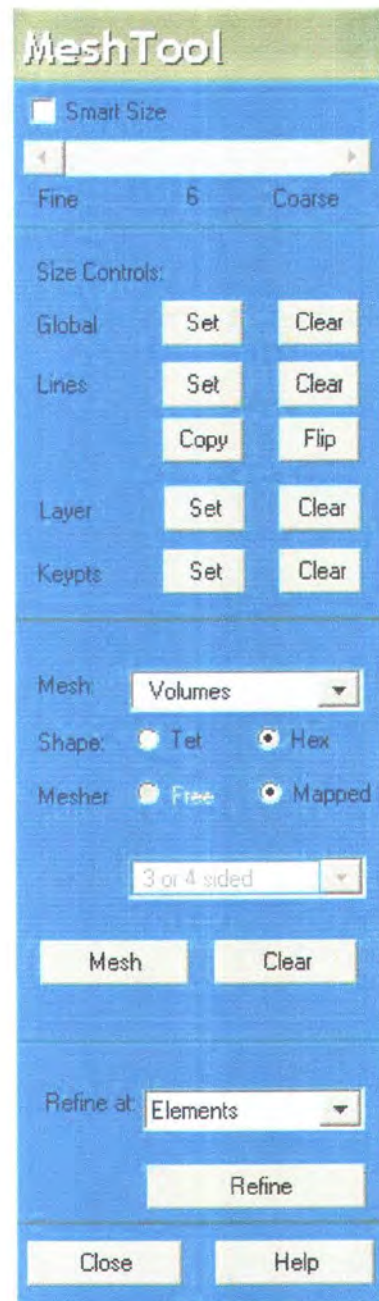 MeshTool
Smart Size
Fine 6 Coarse
Size Controls:
Global Set Clear
Lines Set Clear
Copy Flip
Layer Set Clear
Keypts Set Clear
Mesh: Volumes
Shape: Tet Hex
Mesher Free Mapped
3 or 4 sided
Mesh Clear
Refine at: Elements
Refine
Close Help